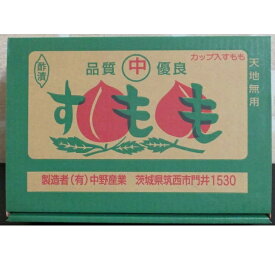 酢漬
品質 中 優良
カップ入すもも
天地無用
すもも
製造者(有)中野産業 茨城県筑西市門井1530